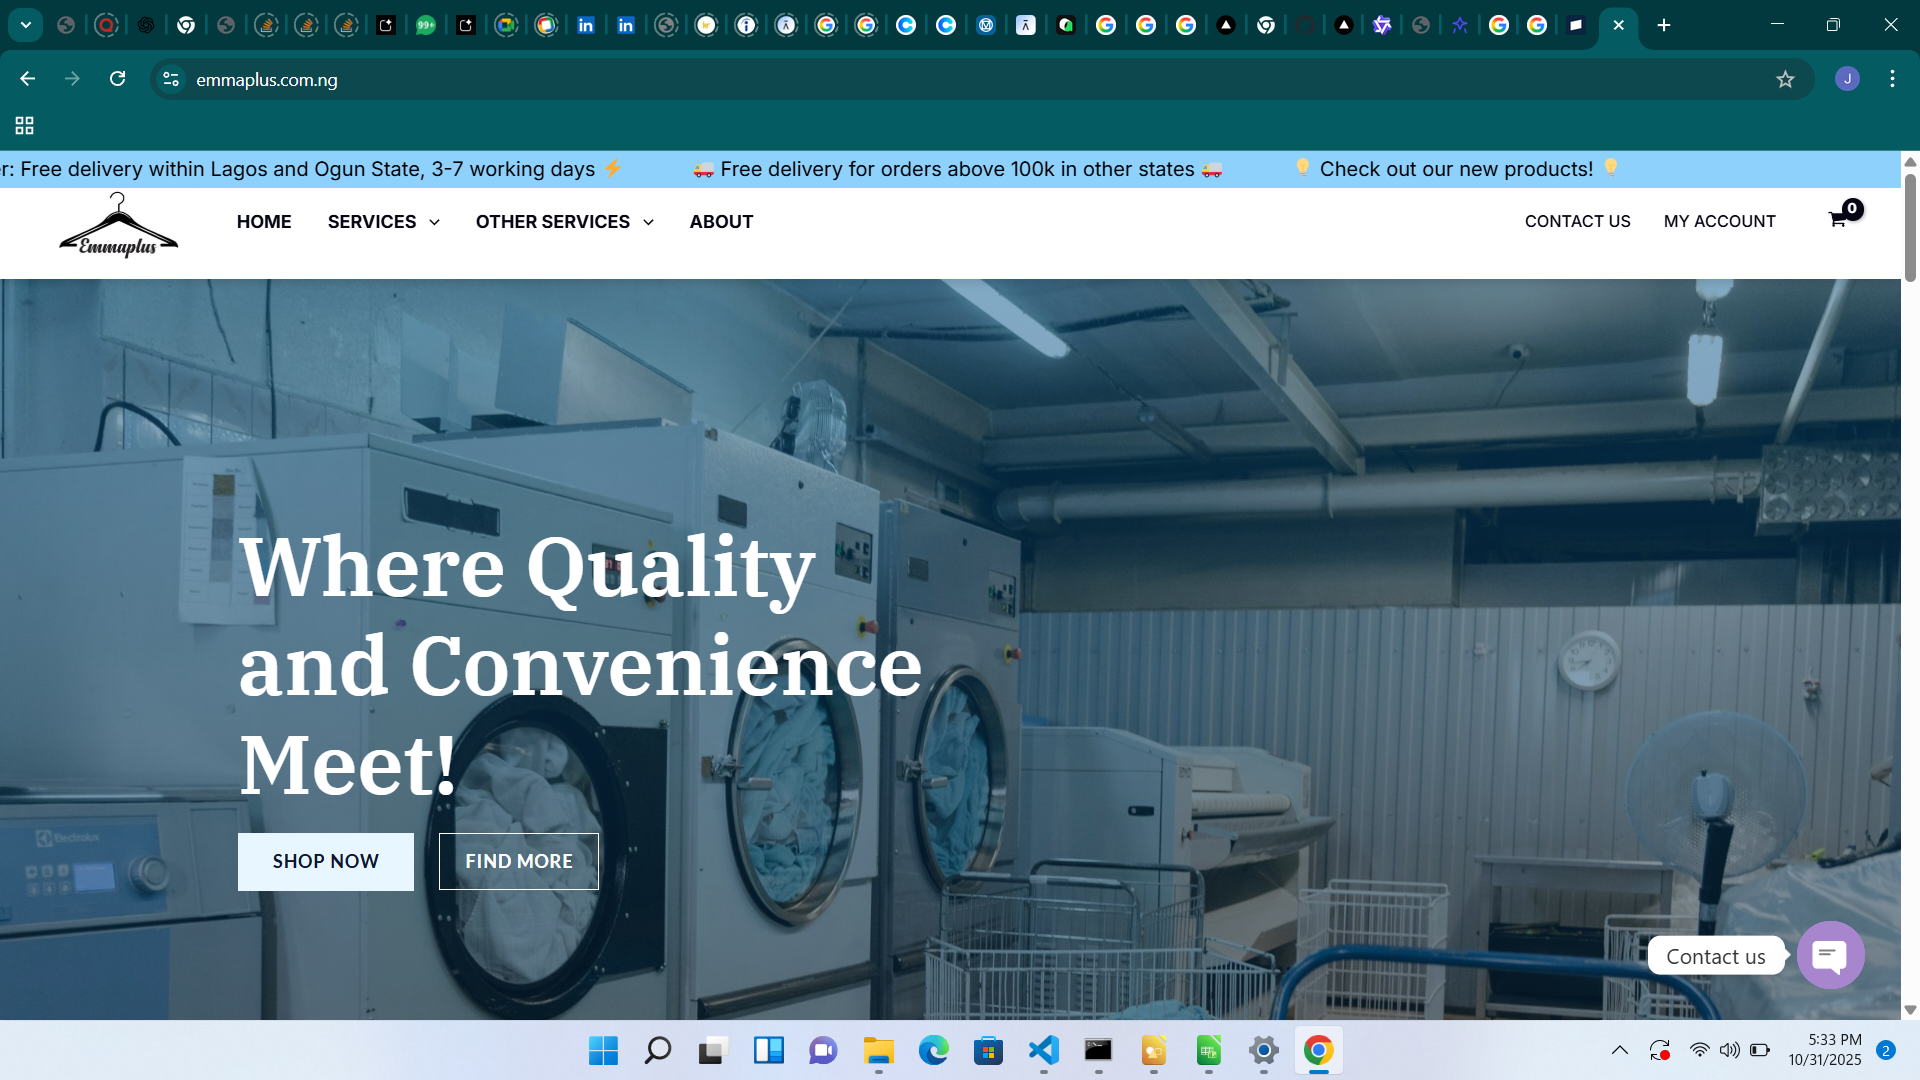 99+
emmaplus.com.ng
J
r: Free delivery within Lagos and Ogun State, 3-7 working days ⚡
🚚 Free delivery for orders above 100k in other states 🚚
💡 Check out our new products! 💡
Emmaplus
HOME
SERVICES
OTHER SERVICES
ABOUT
CONTACT US
MY ACCOUNT
0
Where Quality
and Convenience
Meet!
SHOP NOW
FIND MORE
Electrolux
Contact us
5:33 PM
10/31/2025
2